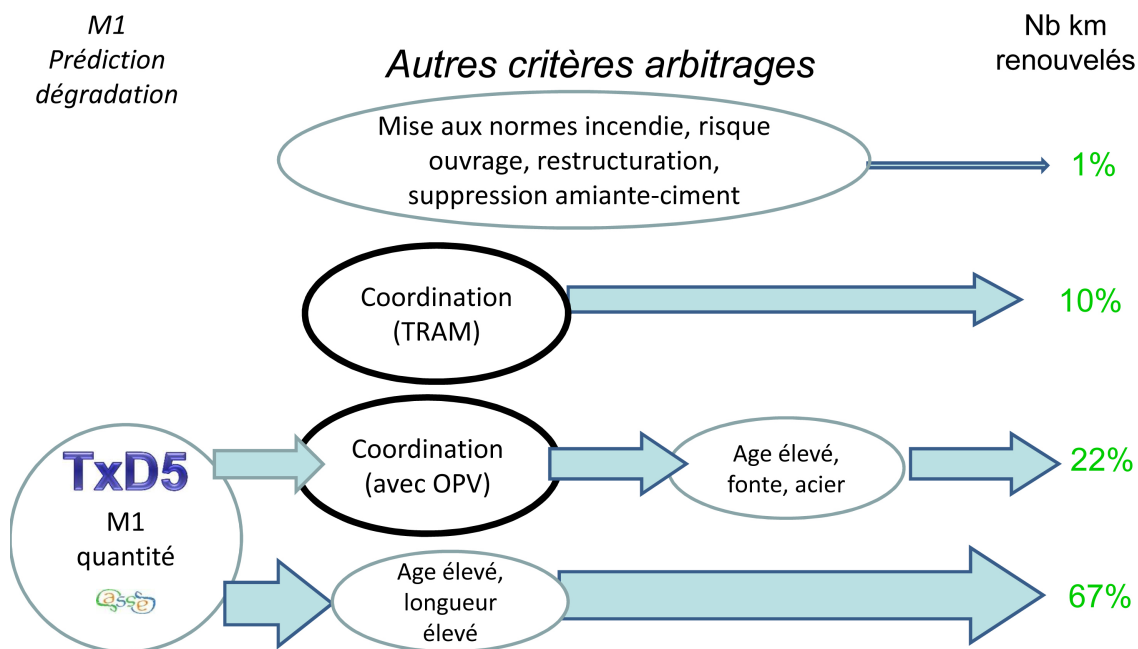 M1
Prédiction
dégradation
Autres critères arbitrages
Nb km
renouvelés
Mise aux normes incendie, risque
ouvrage, restructuration,
suppression amiante-ciment
1%
Coordination
(TRAM)
10%
TxD5
M1
quantité
casse
Coordination
(avec OPV)
Age élevé,
fonte, acier
22%
Age élevé,
longueur
élevé
67%